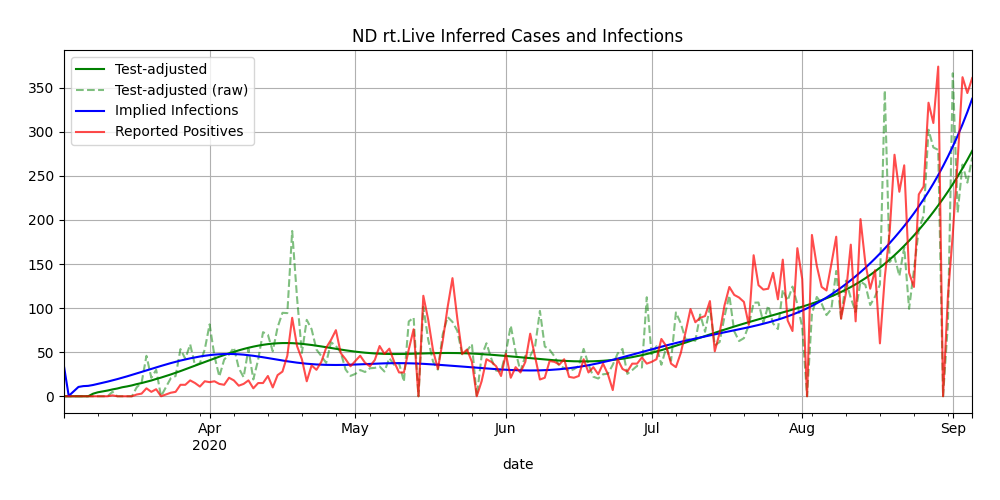 ND rt.Live Inferred Cases and Infections
Test-adjusted
Test-adjusted (raw)
Implied Infections
Reported Positives
350
300
250
200
150
100
50
0
Apr
2020
May
Jun
Jul
Aug
Sep
date